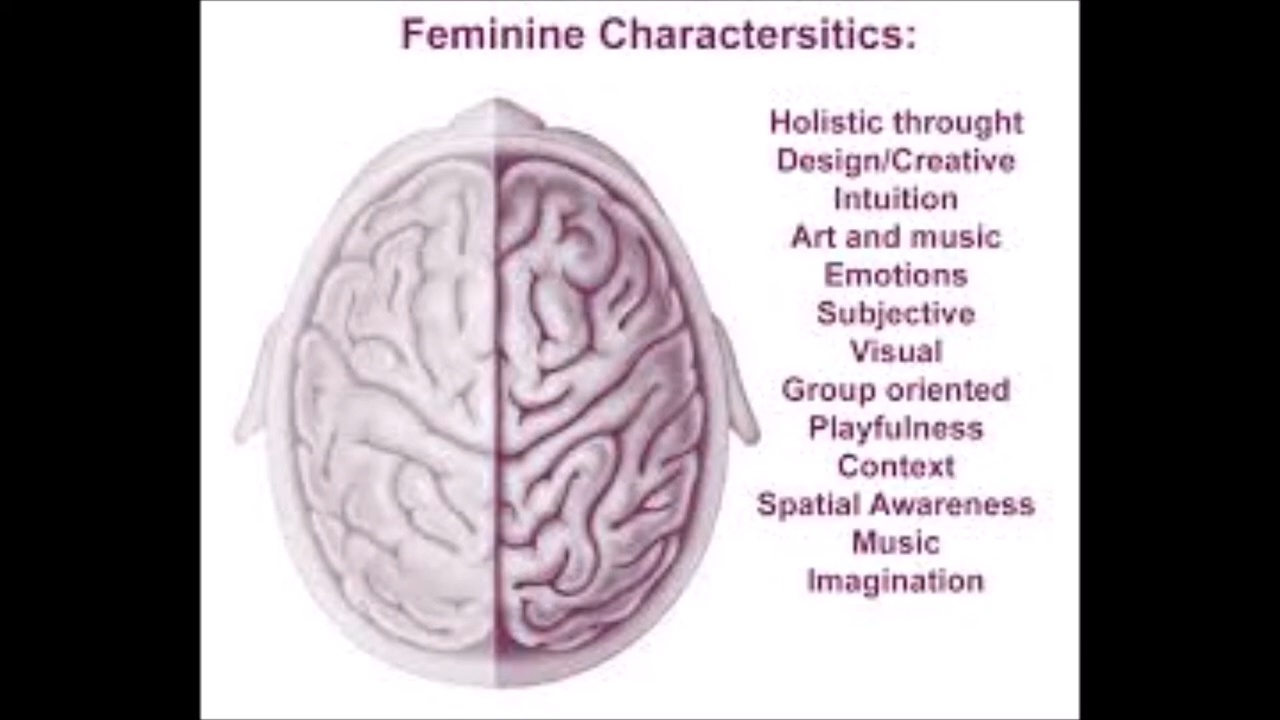 Feminine Charactersitics:
Holistic throught
Design/Creative
Intuition
Art and music
Emotions
Subjective
Visual
Group oriented
Playfulness
Context
Spatial Awareness
Music
Imagination